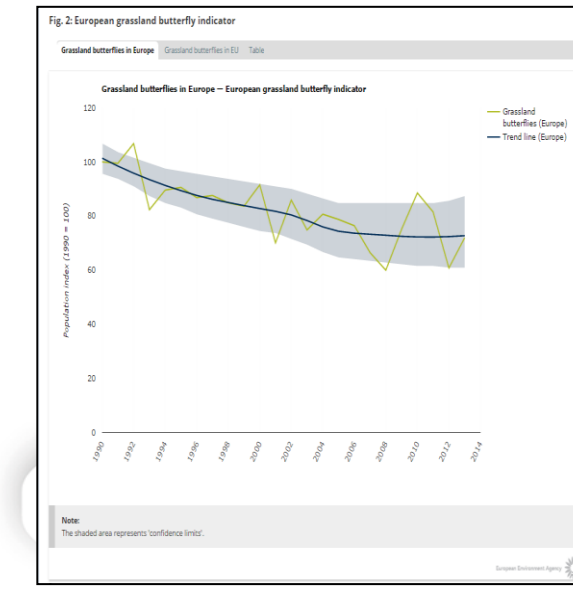 Fig. 2: European grassland butterfly indicator
Grassland butterflies in Europe Grassland butterflies in EU Table
Grassland butterflies in Europe — European grassland butterfly indicator
120
100
80
60
40
20
0
Population index (1990 = 100)
1990 1992 1994 1996 1998 2000 2002 2004 2006 2008 2010 2012 2014
Grassland
butterflies (Europe)
Trend line (Europe)
Note:
The shaded area represents 'confidence limits'.
European Environment Agency